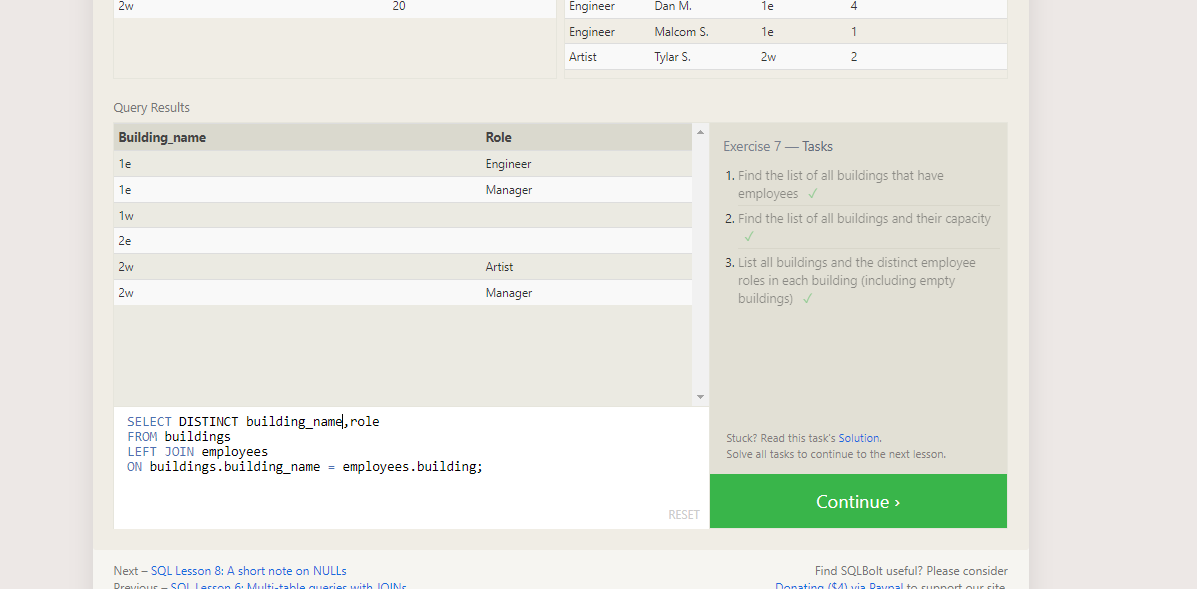 2w 20
Engineer Dan M. 1e 4
Engineer Malcom S. 1e 1
Artist Tylar S. 2w 2
Query Results
Building_name Role
1e Engineer
1e Manager
1w
2e
2w Artist
2w Manager
Exercise 7 — Tasks
1. Find the list of all buildings that have
employees ✓
2. Find the list of all buildings and their capacity
✓
3. List all buildings and the distinct employee
roles in each building (including empty
buildings) ✓
SELECT DISTINCT building_name,role
FROM buildings
LEFT JOIN employees
ON buildings.building_name = employees.building;
RESET
Stuck? Read this task's Solution.
Solve all tasks to continue to the next lesson.
Continue ›
Next – SQL Lesson 8: A short note on NULLs
Previous – SQL Lesson 6: Multi-table queries with JOINs
Find SQLBolt useful? Please consider
Donating ($4) via Paypal to support our site.